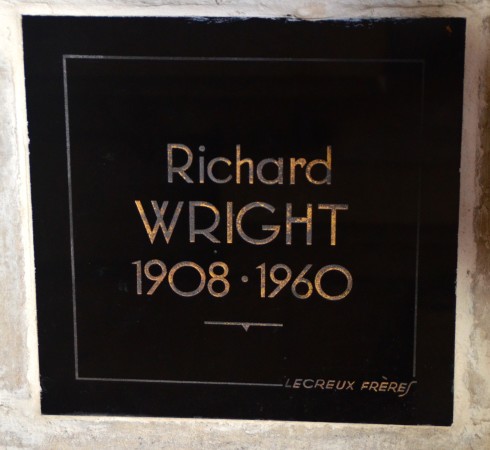 Richard
WRIGHT
1908 · 1960
LECREUX FRÈRES